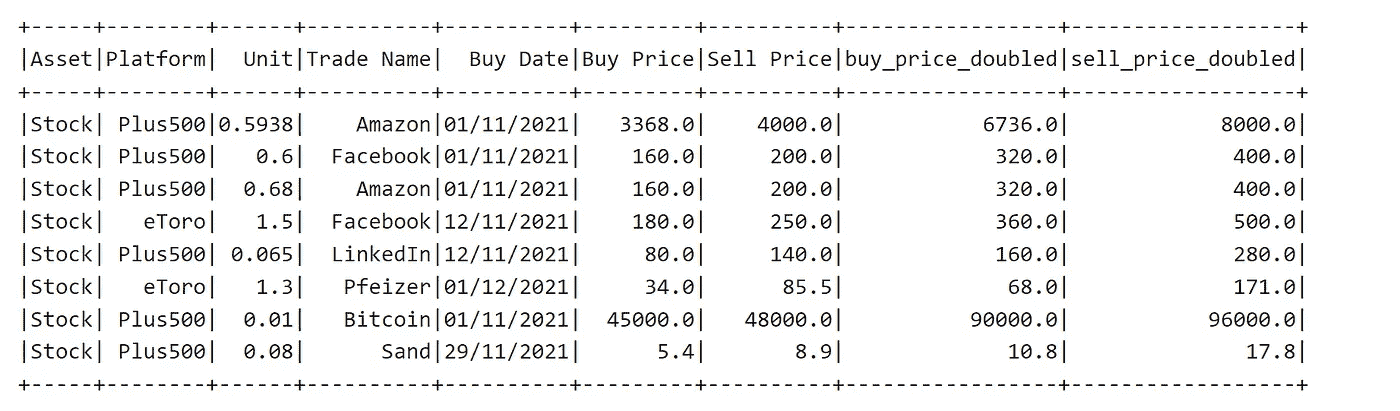 +-----+--------+------+----------+----------+---------+----------+-----------------+------------------+
|Asset|Platform|  Unit|Trade Name|  Buy Date|Buy Price|Sell Price|buy_price_doubled|sell_price_doubled|
+-----+--------+------+----------+----------+---------+----------+-----------------+------------------+
|Stock| Plus500|0.5938|    Amazon|01/11/2021|   3368.0|    4000.0|           6736.0|            8000.0|
|Stock| Plus500|   0.6|  Facebook|01/11/2021|    160.0|     200.0|            320.0|             400.0|
|Stock| Plus500|  0.68|    Amazon|01/11/2021|    160.0|     200.0|            320.0|             400.0|
|Stock|  eToro|   1.5|  Facebook|12/11/2021|    180.0|     250.0|            360.0|             500.0|
|Stock| Plus500| 0.065|  LinkedIn|12/11/2021|     80.0|     140.0|            160.0|             280.0|
|Stock|  eToro|   1.3|   Pfeizer|01/12/2021|     34.0|      85.5|             68.0|             171.0|
|Stock| Plus500|  0.01|   Bitcoin|01/11/2021|  45000.0|   48000.0|          90000.0|           96000.0|
|Stock| Plus500|  0.08|      Sand|29/11/2021|      5.4|       8.9|             10.8|              17.8|
+-----+--------+------+----------+----------+---------+----------+-----------------+------------------+